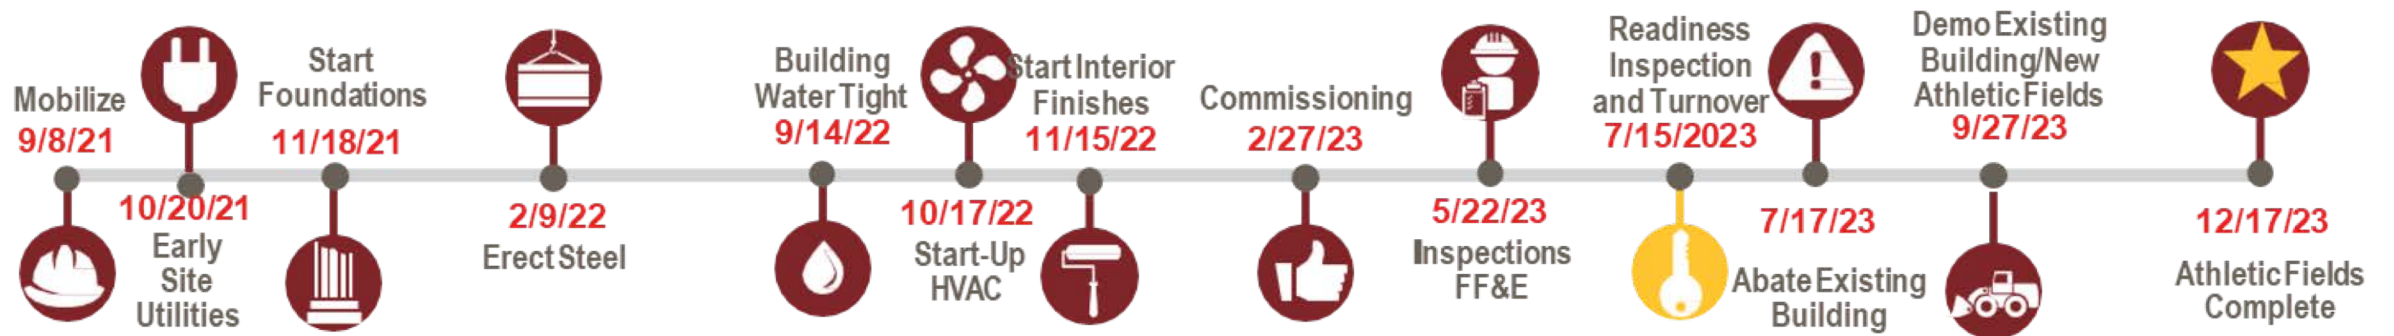 Mobilize
9/8/21
10/20/21
Early
Site
Utilities
Start
Foundations
11/18/21
2/9/22
Erect Steel
Building
Water Tight
9/14/22
10/17/22
Start-Up
HVAC
Start Interior
Finishes
11/15/22
Commissioning
2/27/23
5/22/23
Inspections
FF&E
Readiness
Inspection
and Turnover
7/15/2023
7/17/23
Abate Existing
Building
Demo Existing
Building/New
Athletic Fields
9/27/23
12/17/23
Athletic Fields
Complete